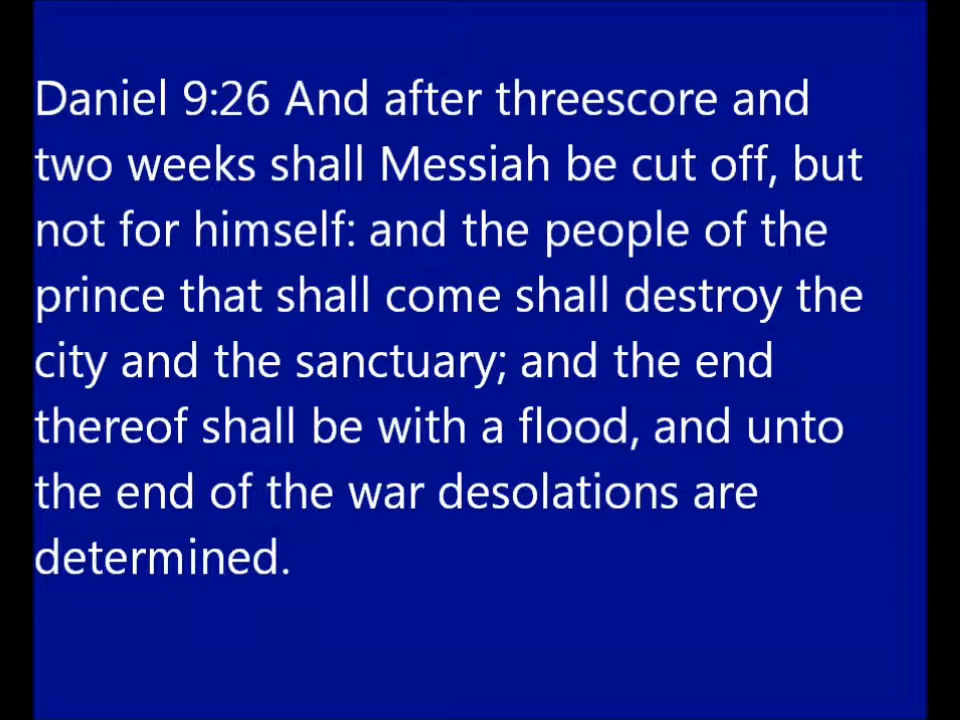 Daniel 9:26 And after threescore and
two weeks shall Messiah be cut off, but
not for himself: and the people of the
prince that shall come shall destroy the
city and the sanctuary; and the end
thereof shall be with a flood, and unto
the end of the war desolations are
determined.